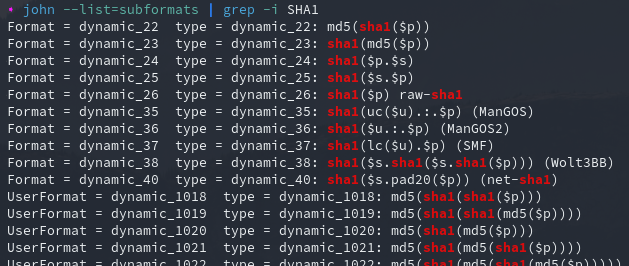 • john --list=subformats | grep -i SHA1
Format = dynamic_22  type = dynamic_22: md5(sha1($p))
Format = dynamic_23  type = dynamic_23: sha1(md5($p))
Format = dynamic_24  type = dynamic_24: sha1($p.$s)
Format = dynamic_25  type = dynamic_25: sha1($s.$p)
Format = dynamic_26  type = dynamic_26: sha1($p) raw-sha1
Format = dynamic_35  type = dynamic_35: sha1(uc($u).:.$p) (ManGOS)
Format = dynamic_36  type = dynamic_36: sha1($u.:.$p) (ManGOS2)
Format = dynamic_37  type = dynamic_37: sha1(lc($u).$p) (SMF)
Format = dynamic_38  type = dynamic_38: sha1($s.sha1($s.sha1($p))) (Wolt3BB)
Format = dynamic_40  type = dynamic_40: sha1($s.pad20($p)) (net-sha1)
UserFormat = dynamic_1018  type = dynamic_1018: md5(sha1(sha1($p)))
UserFormat = dynamic_1019  type = dynamic_1019: md5(sha1(sha1(md5($p))))
UserFormat = dynamic_1020  type = dynamic_1020: md5(sha1(md5($p)))
UserFormat = dynamic_1021  type = dynamic_1021: md5(sha1(md5(sha1($p))))
UserFormat = dynamic_1022  type = dynamic_1022: md5(sha1(sha1(md5(md5($p)))))